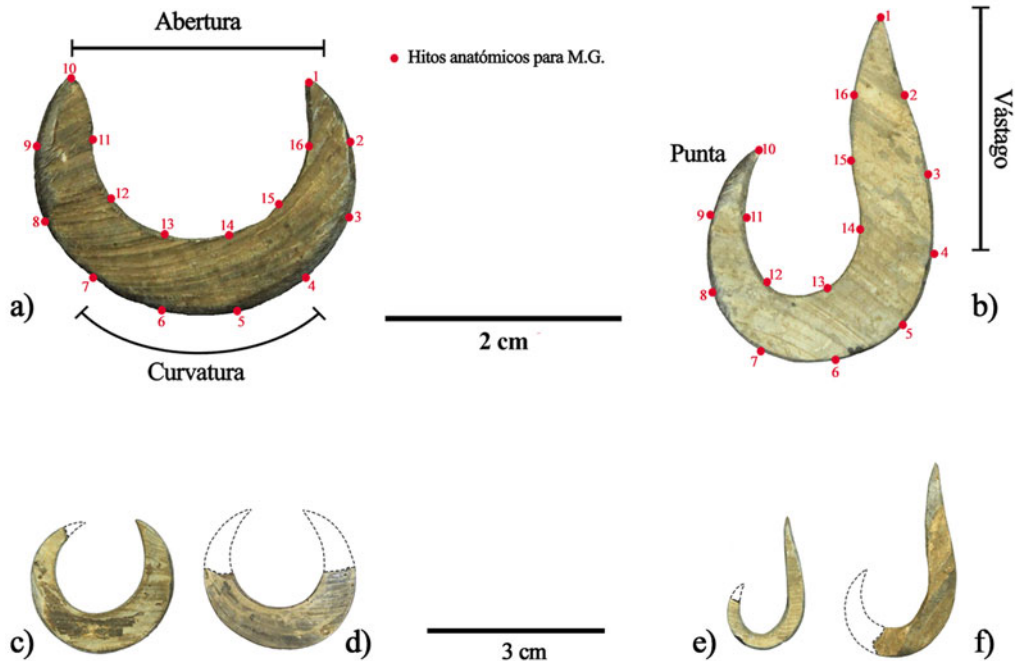 Abertura
● Hitos anatómicos para M.G.
10
1
9
11
16
2
12
15
8
13
14
3
7
4
6
5
a)
Curvatura
2 cm
1
16
2
Vástago
Punta
10
15
3
9
11
14
4
12
13
8
b)
5
7
6
c)
d)
3 cm
e)
f)